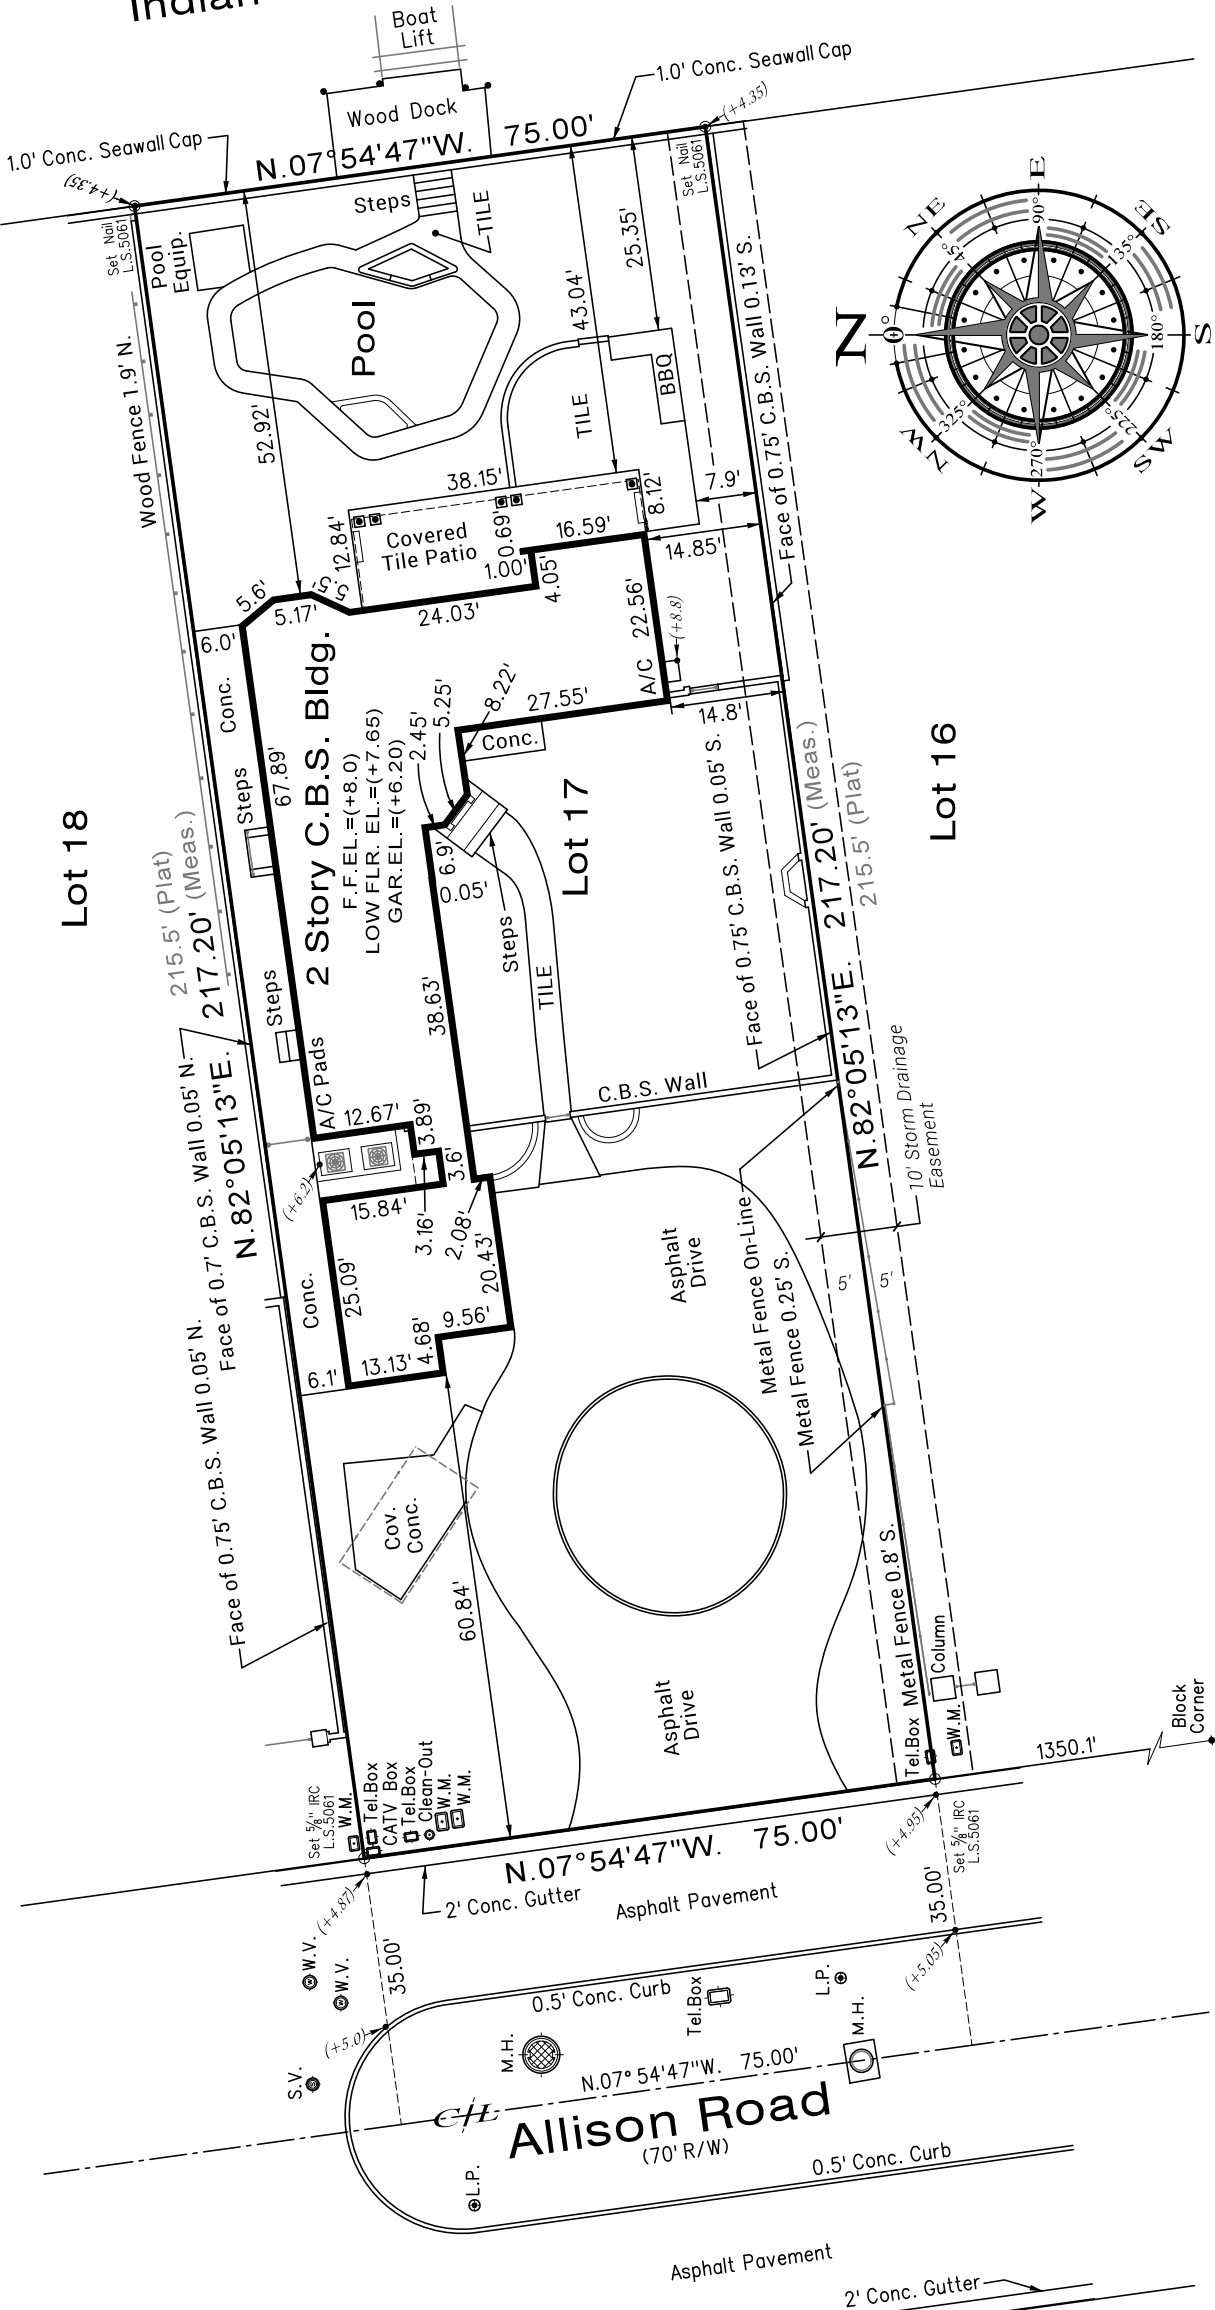 Indian
Boat
Lift
1.0' Conc. Seawall Cap
(+4.35)
Wood Dock
N.07°54'47"W. 75.00'
1.0' Conc. Seawall Cap
(+4.35)
Set Nail
L.S.5061
Set Nail
L.S.5061
Pool
Equip.
Steps
TILE
Pool
43.04'
25.35'
52.92'
Wood Fence 1.9' N.
TILE
BBQ
Face of 0.75' C.B.S. Wall 0.13' S.
N
0°
NE
45°
E
90°
SE
135°
S
180°
SW
225°
W
270°
NW
325°
38.15'
7.9'
8.12'
12.84'
Covered
Tile Patio
0.69'
16.59'
14.85'
1.00'
4.05'
5.6'
5.17'
5.5'
24.03'
22.56'
(+8.8)
A/C
6.0'
Conc.
2 Story C.B.S. Bldg.
F.F.EL.=(+8.0)
LOW FLR. EL.=(+7.65)
GAR.EL.=(+6.20)
67.89'
Steps
2.45'
5.25'
8.22'
27.55'
Conc.
14.8'
Face of 0.75' C.B.S. Wall 0.05' S.
Lot 18
Lot 17
Lot 16
215.5' (Plat)
217.20' (Meas.)
N.82°05'13"E.
217.20' (Meas.)
215.5' (Plat)
N.82°05'13"E.
6.9'
0.05'
Steps
TILE
38.63'
Steps
A/C Pads
12.67'
3.89'
C.B.S. Wall
10' Storm Drainage
Easement
Face of 0.7' C.B.S. Wall 0.05' N.
(+6.2)
15.84'
3.16'
3.6'
2.08'
20.43'
Asphalt
Drive
Metal Fence On-Line
Metal Fence 0.25' S.
5'
5'
Conc.
25.09'
9.56'
4.68'
13.13'
6.1'
Face of 0.75' C.B.S. Wall 0.05' N.
Cov.
Conc.
60.84'
Metal Fence 0.8' S.
Column
Asphalt
Drive
Tel.Box
W.M.
1350.1'
Block
Corner
Set 5/8" IRC
L.S.5061
W.M.
Tel.Box
CATV Box
Tel.Box
Clean-Out
W.M.
W.M.
N.07°54'47"W. 75.00'
(+4.95)
Set 5/8" IRC
L.S.5061
2' Conc. Gutter
Asphalt Pavement
(+4.87)
W.V.
W.V.
35.00'
35.00'
(+5.05)
(+5.0)
0.5' Conc. Curb
Tel.Box
L.P.
M.H.
M.H.
S.V.
N.07°54'47"W. 75.00'
C/L
Allison Road
(70' R/W)
L.P.
0.5' Conc. Curb
Asphalt Pavement
2' Conc. Gutter